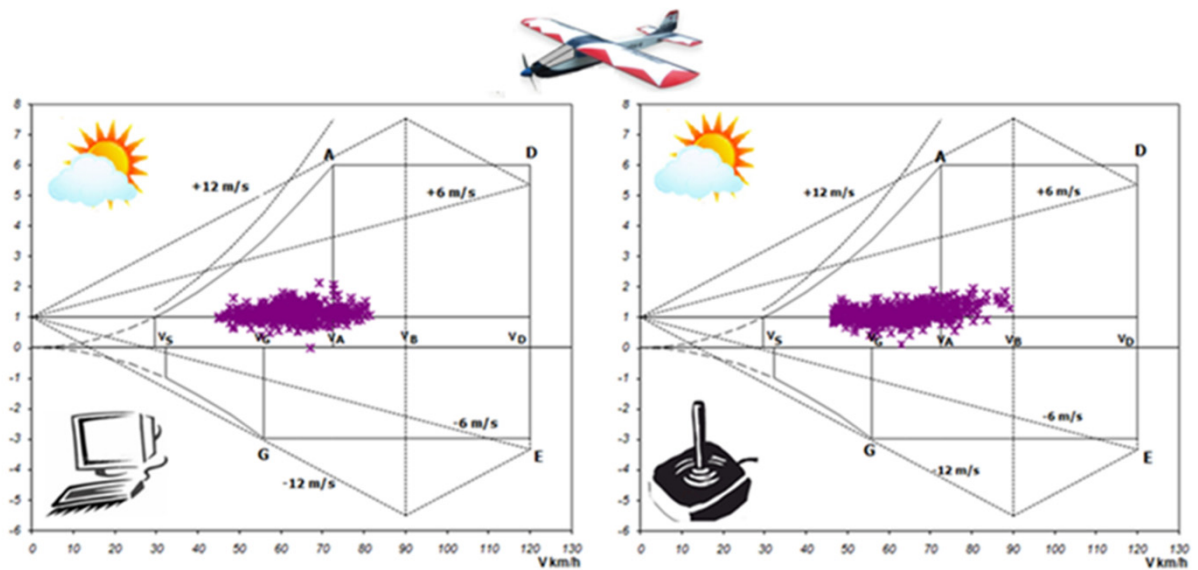 8
7
6
5
4
3
2
1
0
-1
-2
-3
-4
-5
-6
+12 m/s
A
D
+6 m/s
VS
VG
VA
VB
VD
-6 m/s
G
E
-12 m/s
0 10 20 30 40 50 60 70 80 90 100 110 120 130
V km/h
8
7
6
5
4
3
2
1
0
-1
-2
-3
-4
-5
-6
+12 m/s
A
D
+6 m/s
VS
VG
VA
VB
VD
-6 m/s
G
E
-12 m/s
0 10 20 30 40 50 60 70 80 90 100 110 120 130
V km/h